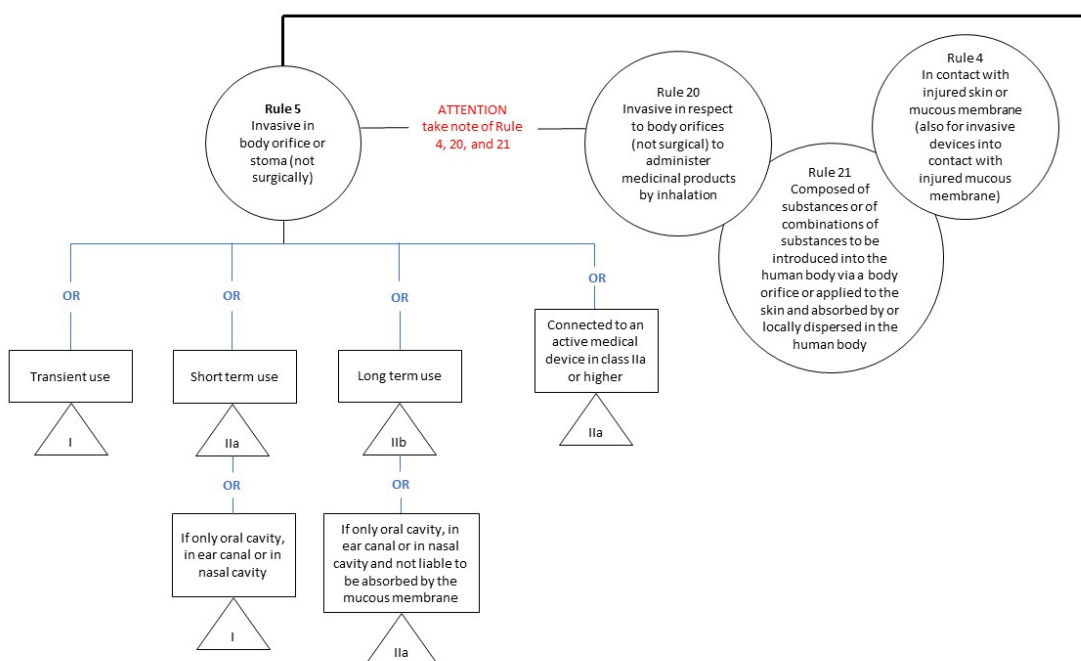 Rule 5
Invasive in
body orifice or
stoma (not
surgically)
ATTENTION
take note of Rule
4, 20, and 21
Rule 20
Invasive in respect
to body orifices
(not surgical) to
administer
medicinal products
by inhalation
Rule 4
In contact with
injured skin or
mucous membrane
(also for invasive
devices into
contact with
injured mucous
membrane)
Rule 21
Composed of
substances or of
combinations of
substances to be
introduced into the
human body via a body
orifice or applied to the
skin and absorbed by or
locally dispersed in the
human body
OR
OR
OR
OR
Transient use
Short term use
Long term use
Connected to an
active medical
device in class IIa
or higher
I
IIa
IIb
IIa
OR
OR
If only oral cavity,
in ear canal or in
nasal cavity
If only oral cavity, in
ear canal or in nasal
cavity and not liable to
be absorbed by the
mucous membrane
I
IIa